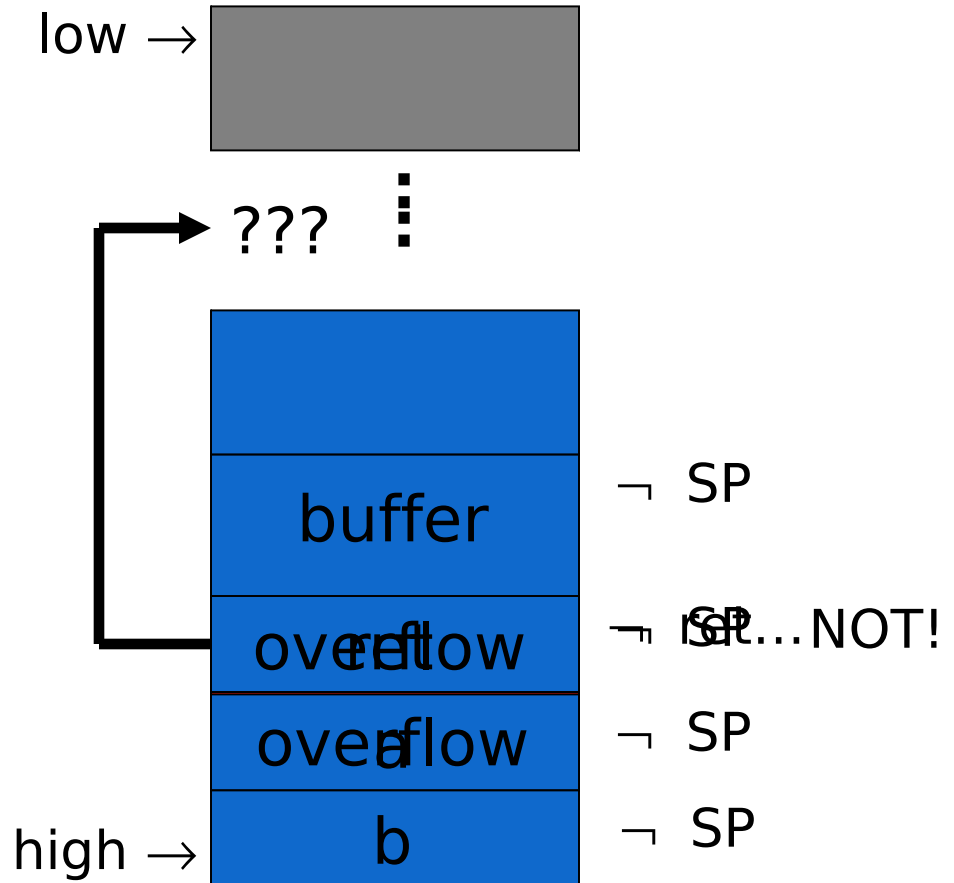 low →
???
¬ SP
buffer
overflow
ret
¬ SP
¬ ret…
NOT!
overflow
a
¬ SP
b
¬ SP
high →